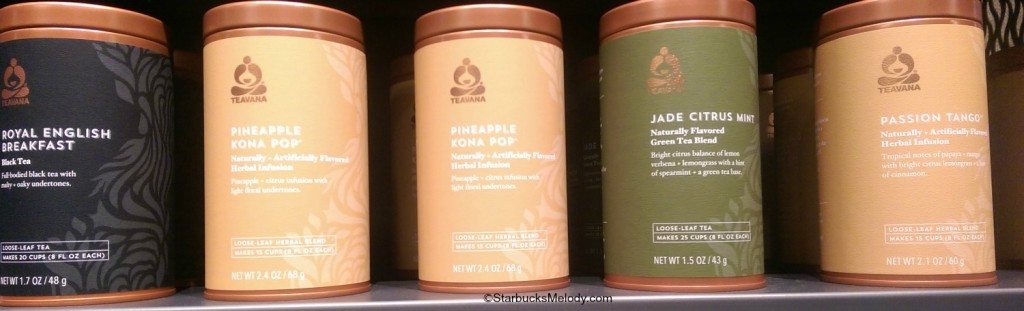 TEAVANA
ROYAL ENGLISH
BREAKFAST
Black Tea
Full-bodied black tea with
malty + oaky undertones.
LOOSE-LEAF TEA
MAKES 20 CUPS (8 FL OZ EACH)
NET WT 1.7 OZ / 48 g
TEAVANA
PINEAPPLE
KONA POP
Naturally + Artificially Flavored
Herbal Infusion
Pineapple + citrus infusion with
light floral undertones.
LOOSE-LEAF HERBAL BLEND
MAKES 15 CUPS (8 FL OZ EACH)
NET WT 2.4 OZ / 68 g
TEAVANA
PINEAPPLE
KONA POP
Naturally + Artificially Flavored
Herbal Infusion
Pineapple + citrus infusion with
light floral undertones.
LOOSE-LEAF HERBAL BLEND
MAKES 15 CUPS (8 FL OZ EACH)
NET WT 2.4 OZ / 68 g
JADE CITRUS MINT
Naturally Flavored
Green Tea Blend
Bright citrus balance of lemon
verbena + lemongrass with a hint
of spearmint + a green tea base.
LOOSE-LEAF TEA
MAKES 25 CUPS (8 FL OZ EACH)
NET WT 1.5 OZ / 43 g
TEAVANA
PASSION TANGO
Naturally + Artificially Flavored
Herbal Infusion
Tropical notes of papaya + mango
with bright citrus lemongrass + hint
of cinnamon.
LOOSE-LEAF HERBAL BLEND
MAKES 15 CUPS (8 FL OZ EACH)
NET WT 2.1 OZ / 60 g
©StarbucksMelody.com